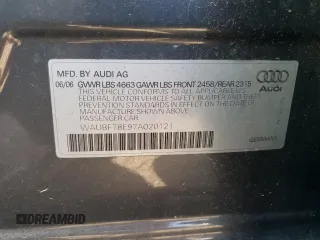 MFD. BY AUDI AG
06/06 GVWR LBS 4663 GAWR LBS FRONT 2458/REAR 2315
THIS VEHICLE CONFORMS TO ALL APPLICABLE
FEDERAL MOTOR VEHICLE SAFETY BUMPER AND THEFT
PREVENTION STANDARDS IN EFFECT ON THE DATE OF
MANUFACTURE SHOWN ABOVE
PASSENGER CAR
Audi
WAUBF78E97A020121
©DREAMBID